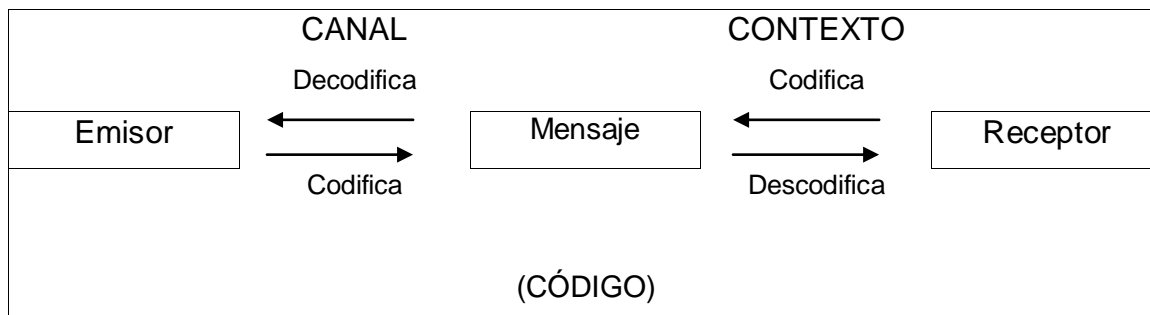 CANAL CONTEXTO
Decodifica Codifica
Emisor Mensaje Receptor
Codifica Descodifica
(CÓDIGO)